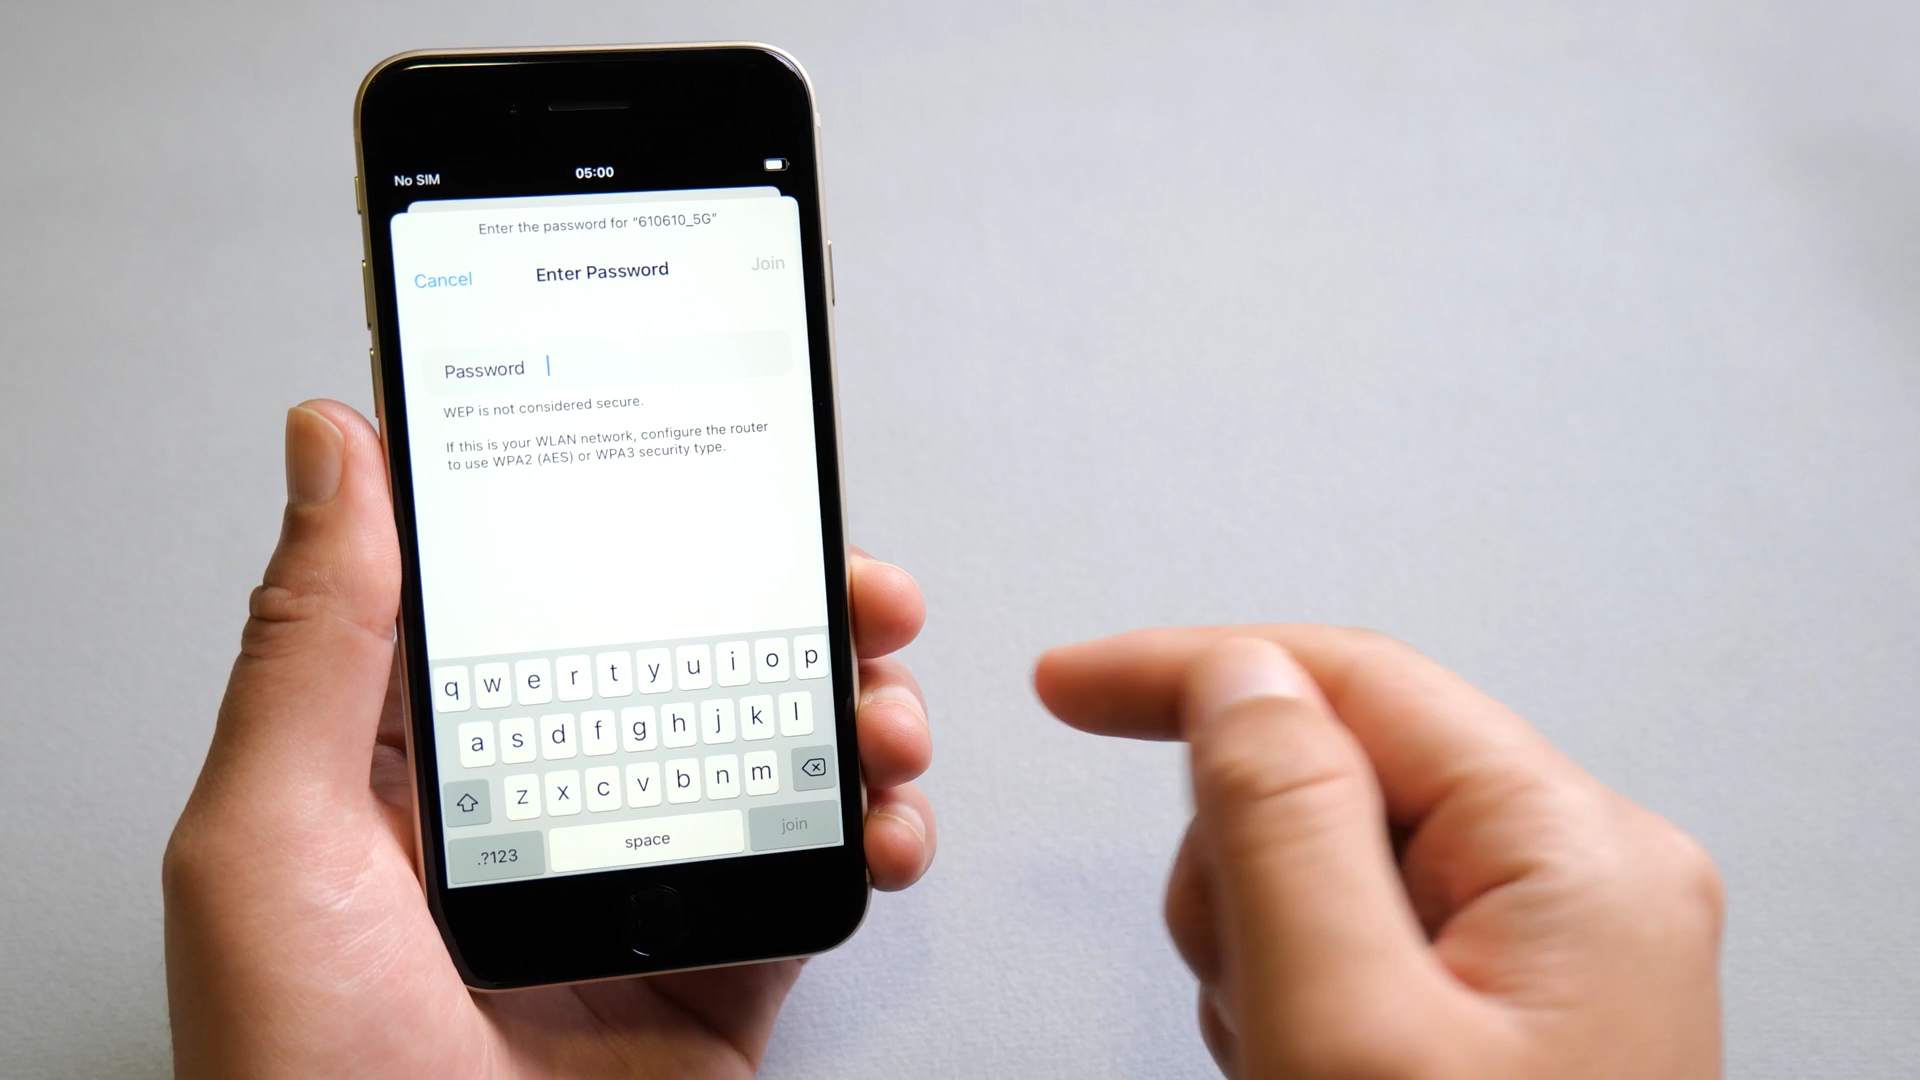 No SIM 05:00
Enter the password for “610610_5G”
Cancel Enter Password Join
Password
WEP is not considered secure.
If this is your WLAN network, configure the router
to use WPA2 (AES) or WPA3 security type.
q w e r t y u i o p
a s d f g h j k l
z x c v b n m
.?123 space join